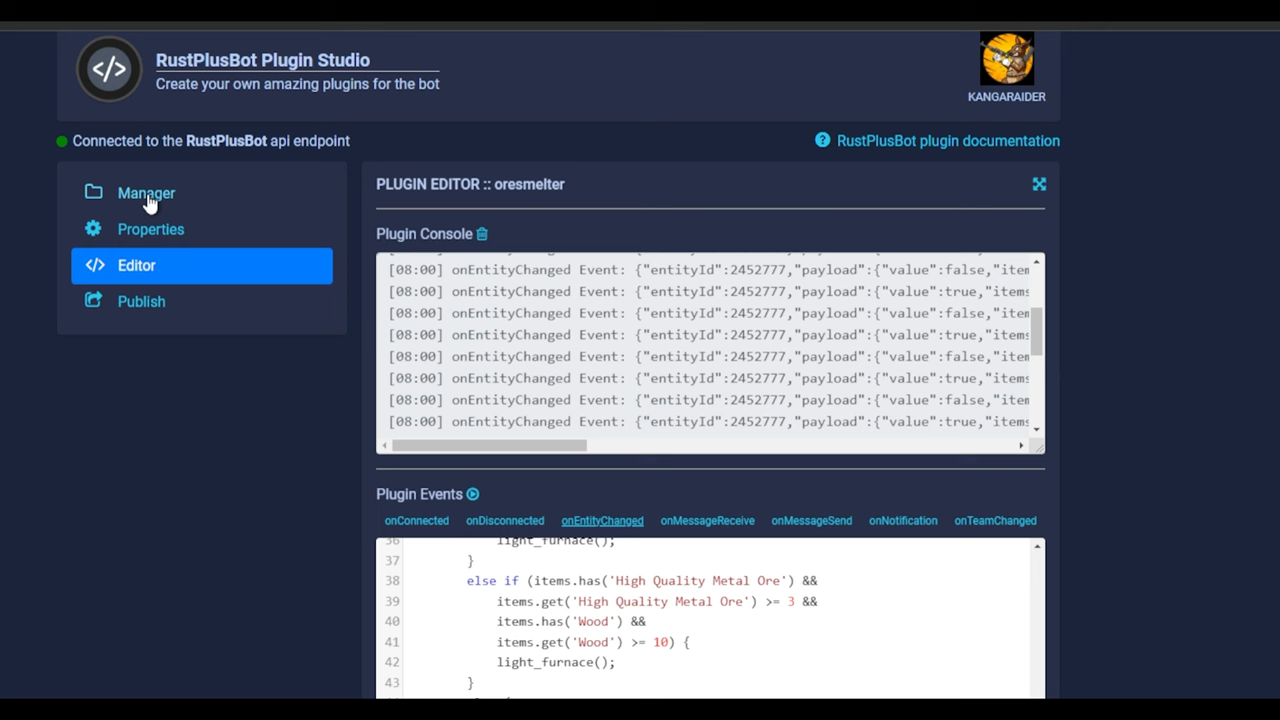 RustPlusBot Plugin Studio
Create your own amazing plugins for the bot
KANGARAIDER
Connected to the RustPlusBot api endpoint
RustPlusBot plugin documentation
Manager
Properties
Editor
Publish
PLUGIN EDITOR :: oresmelter
Plugin Console
[08:00] onEntityChanged Event: {"entityId":2452777,"payload":{"value":false,"item
[08:00] onEntityChanged Event: {"entityId":2452777,"payload":{"value":true,"items
[08:00] onEntityChanged Event: {"entityId":2452777,"payload":{"value":false,"item
[08:00] onEntityChanged Event: {"entityId":2452777,"payload":{"value":true,"items
[08:00] onEntityChanged Event: {"entityId":2452777,"payload":{"value":false,"item
[08:00] onEntityChanged Event: {"entityId":2452777,"payload":{"value":true,"items
[08:00] onEntityChanged Event: {"entityId":2452777,"payload":{"value":false,"item
[08:00] onEntityChanged Event: {"entityId":2452777,"payload":{"value":true,"items
Plugin Events
onConnected onDisconnected onEntityChanged onMessageReceive onMessageSend onNotification onTeamChanged
36 light_furnace();
37 }
38 else if (items.has('High Quality Metal Ore') &&
39 items.get('High Quality Metal Ore') >= 3 &&
40 items.has('Wood') &&
41 items.get('Wood') >= 10) {
42 light_furnace();
43 }